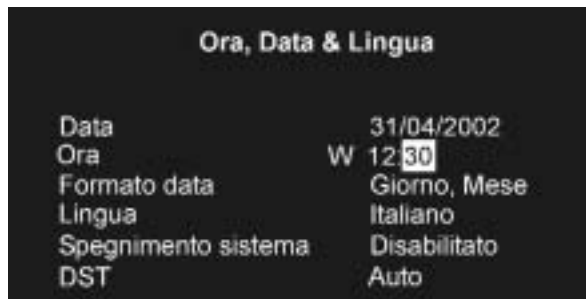 Ora, Data & Lingua
Data 31/04/2002
Ora W 12:30
Formato data Giorno, Mese
Lingua Italiano
Spegnimento sistema Disabilitato
DST Auto